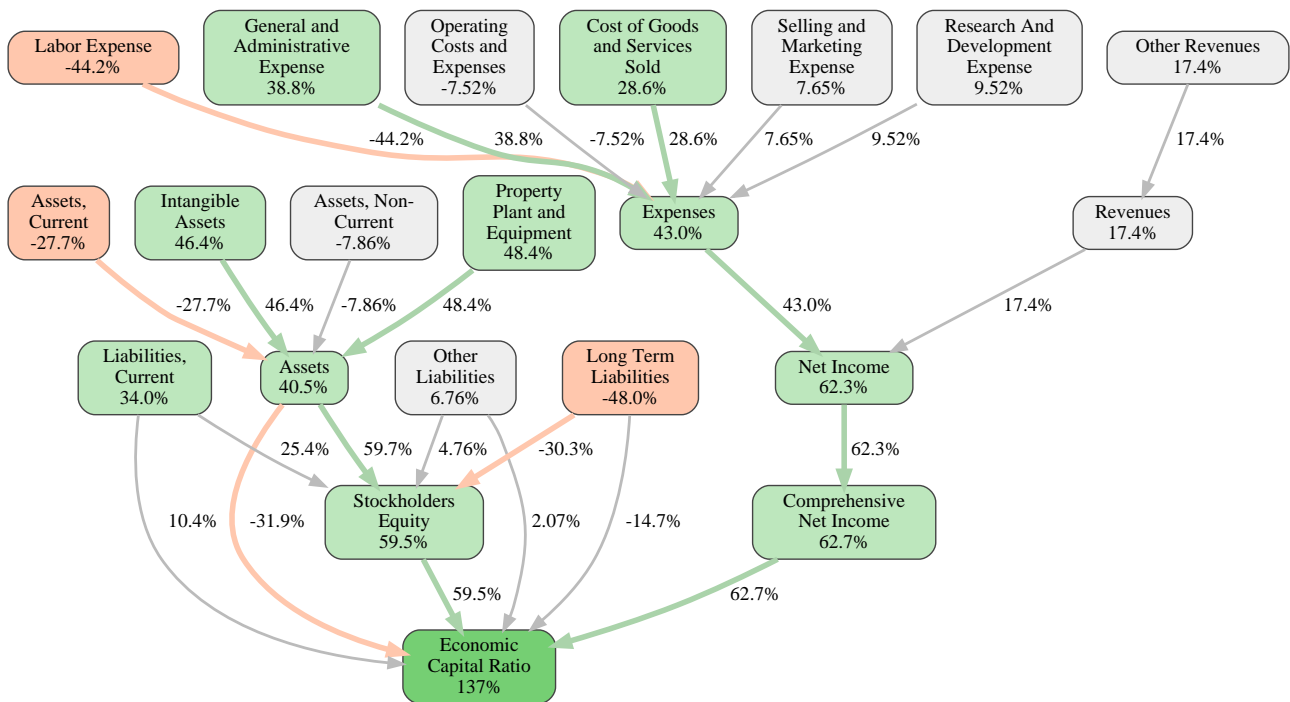 Labor Expense
-44.2%
General and
Administrative
Expense
38.8%
Operating
Costs and
Expenses
-7.52%
Cost of Goods
and Services
Sold
28.6%
Selling and
Marketing
Expense
7.65%
Research And
Development
Expense
9.52%
Other Revenues
17.4%
-44.2%
38.8%
-7.52%
28.6%
7.65%
9.52%
17.4%
Assets,
Current
-27.7%
Intangible
Assets
46.4%
Assets, Non-
Current
-7.86%
Property
Plant and
Equipment
48.4%
Expenses
43.0%
Revenues
17.4%
-27.7%
46.4%
-7.86%
48.4%
43.0%
17.4%
Liabilities,
Current
34.0%
Assets
40.5%
Other
Liabilities
6.76%
Long Term
Liabilities
-48.0%
Net Income
62.3%
25.4%
59.7%
4.76%
-30.3%
62.3%
10.4%
-31.9%
Stockholders
Equity
59.5%
2.07%
-14.7%
Comprehensive
Net Income
62.7%
59.5%
62.7%
Economic
Capital Ratio
137%